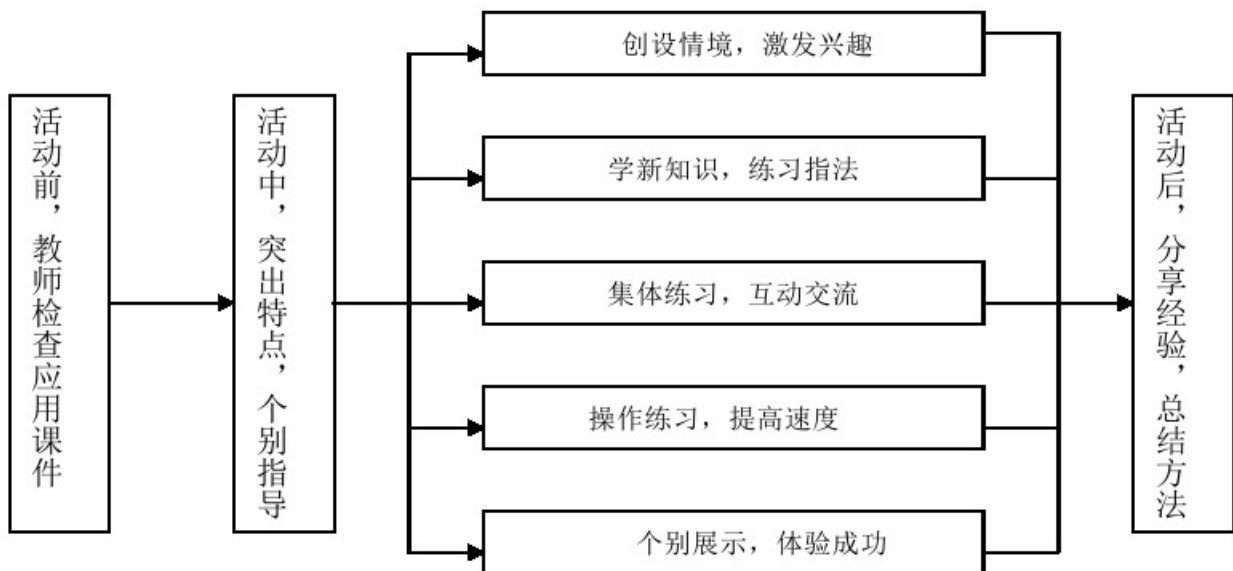 活动前，教师检查应用课件
活动中，突出特点，个别指导
创设情境，激发兴趣
学新知识，练习指法
集体练习，互动交流
操作练习，提高速度
个别展示，体验成功
活动后，分享经验，总结方法